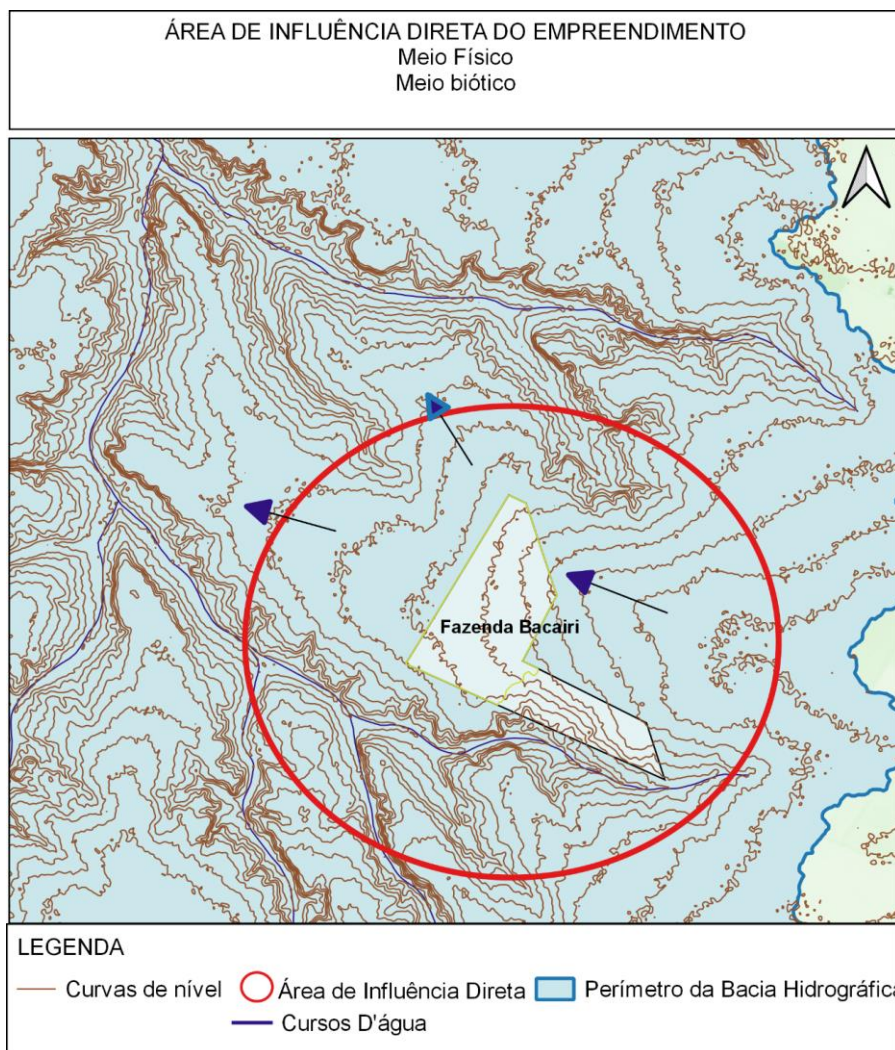 ÁREA DE INFLUÊNCIA DIRETA DO EMPREENDIMENTO
Meio Físico
Meio biótico
Fazenda Bacairi
LEGENDA
Curvas de nível Área de Influência Direta Perímetro da Bacia Hidrográfica
Cursos D'água